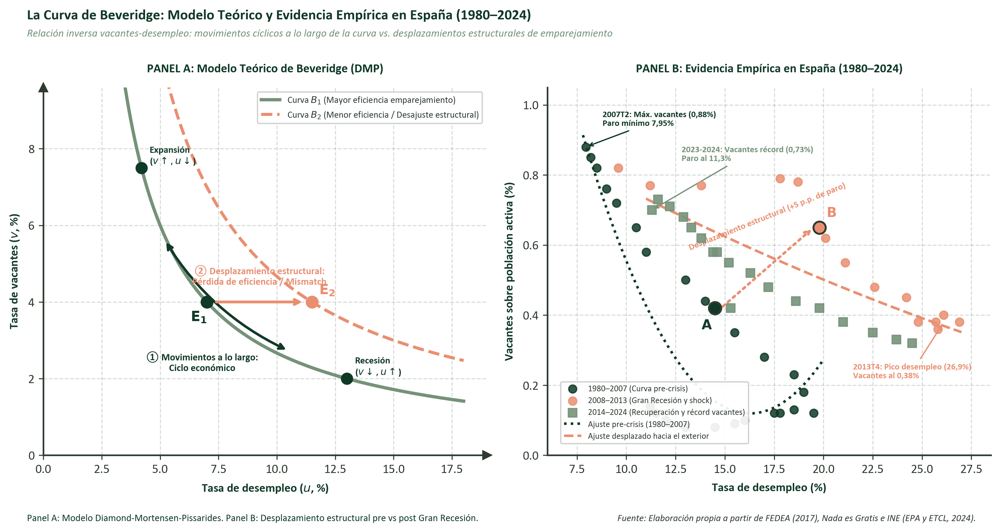 La Curva de Beveridge: Modelo Teórico y Evidencia Empírica en España (1980–2024)
Relación inversa vacantes-desempleo: movimientos cíclicos a lo largo de la curva vs. desplazamientos estructurales de emparejamiento
PANEL A: Modelo Teórico de Beveridge (DMP)
Curva B₁ (Mayor eficiencia emparejamiento)
Curva B₂ (Menor eficiencia / Desajuste estructural)
Expansión
(v ↑ , u ↓ )
② Desplazamiento estructural:
Pérdida de eficiencia / Mismatch
E₂
E₁
① Movimientos a lo largo:
Ciclo económico
Recesión
(v ↓ , u ↑ )
Tasa de vacantes (v, %)
8
6
4
2
0
0.0 2.5 5.0 7.5 10.0 12.5 15.0 17.5
Tasa de desempleo (u, %)
PANEL B: Evidencia Empírica en España (1980–2024)
2007T2: Máx. vacantes (0,88%)
Paro mínimo 7,95%
2023-2024: Vacantes récord (0,73%)
Paro al 11,3%
Desplazamiento estructural (+5 p.p. de paro)
B
A
2013T4: Pico desempleo (26,9%)
Vacantes al 0,38%
1980–2007 (Curva pre-crisis)
2008–2013 (Gran Recesión y shock)
2014–2024 (Recuperación y récord vacantes)
Ajuste pre-crisis (1980–2007)
Ajuste desplazado hacia el exterior
Vacantes sobre población activa (%)
1.0
0.8
0.6
0.4
0.2
0.0
7.5 10.0 12.5 15.0 17.5 20.0 22.5 25.0 27.5
Tasa de desempleo (%)
Panel A: Modelo Diamond-Mortensen-Pissarides. Panel B: Desplazamiento estructural pre vs post Gran Recesión.
Fuente: Elaboración propia a partir de FEDEA (2017), Nada es Gratis e INE (EPA y ETCL, 2024).